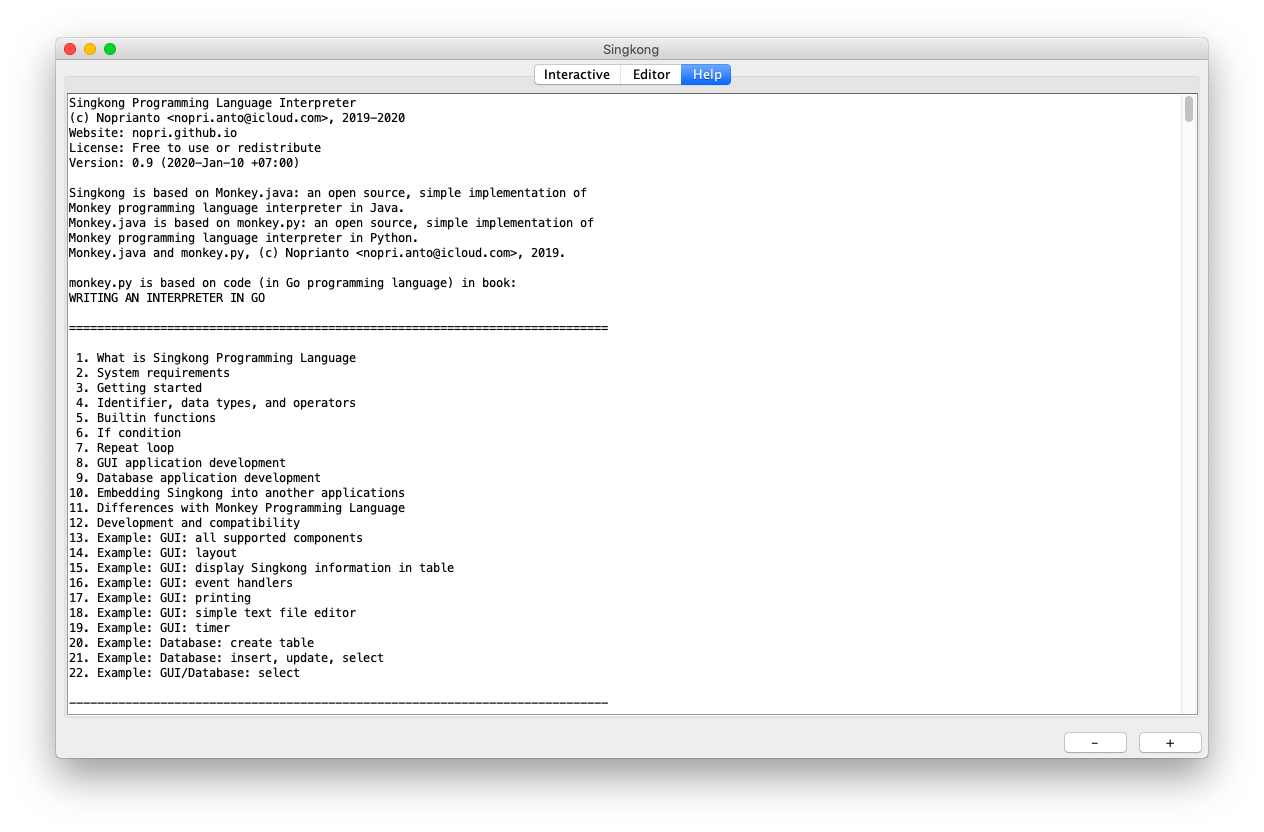 Singkong
Interactive Editor Help
Singkong Programming Language Interpreter
(c) Noprianto <nopri.anto@icloud.com>, 2019-2020
Website: nopri.github.io
License: Free to use or redistribute
Version: 0.9 (2020-Jan-10 +07:00)
Singkong is based on Monkey.java: an open source, simple implementation of
Monkey programming language interpreter in Java.
Monkey.java is based on monkey.py: an open source, simple implementation of
Monkey programming language interpreter in Python.
Monkey.java and monkey.py, (c) Noprianto <nopri.anto@icloud.com>, 2019.
monkey.py is based on code (in Go programming language) in book:
WRITING AN INTERPRETER IN GO
=============================================================================
1. What is Singkong Programming Language
2. System requirements
3. Getting started
4. Identifier, data types, and operators
5. Builtin functions
6. If condition
7. Repeat loop
8. GUI application development
9. Database application development
10. Embedding Singkong into another applications
11. Differences with Monkey Programming Language
12. Development and compatibility
13. Example: GUI: all supported components
14. Example: GUI: layout
15. Example: GUI: display Singkong information in table
16. Example: GUI: event handlers
17. Example: GUI: printing
18. Example: GUI: simple text file editor
19. Example: GUI: timer
20. Example: Database: create table
21. Example: Database: insert, update, select
22. Example: GUI/Database: select
-----------------------------------------------------------------------------
- +